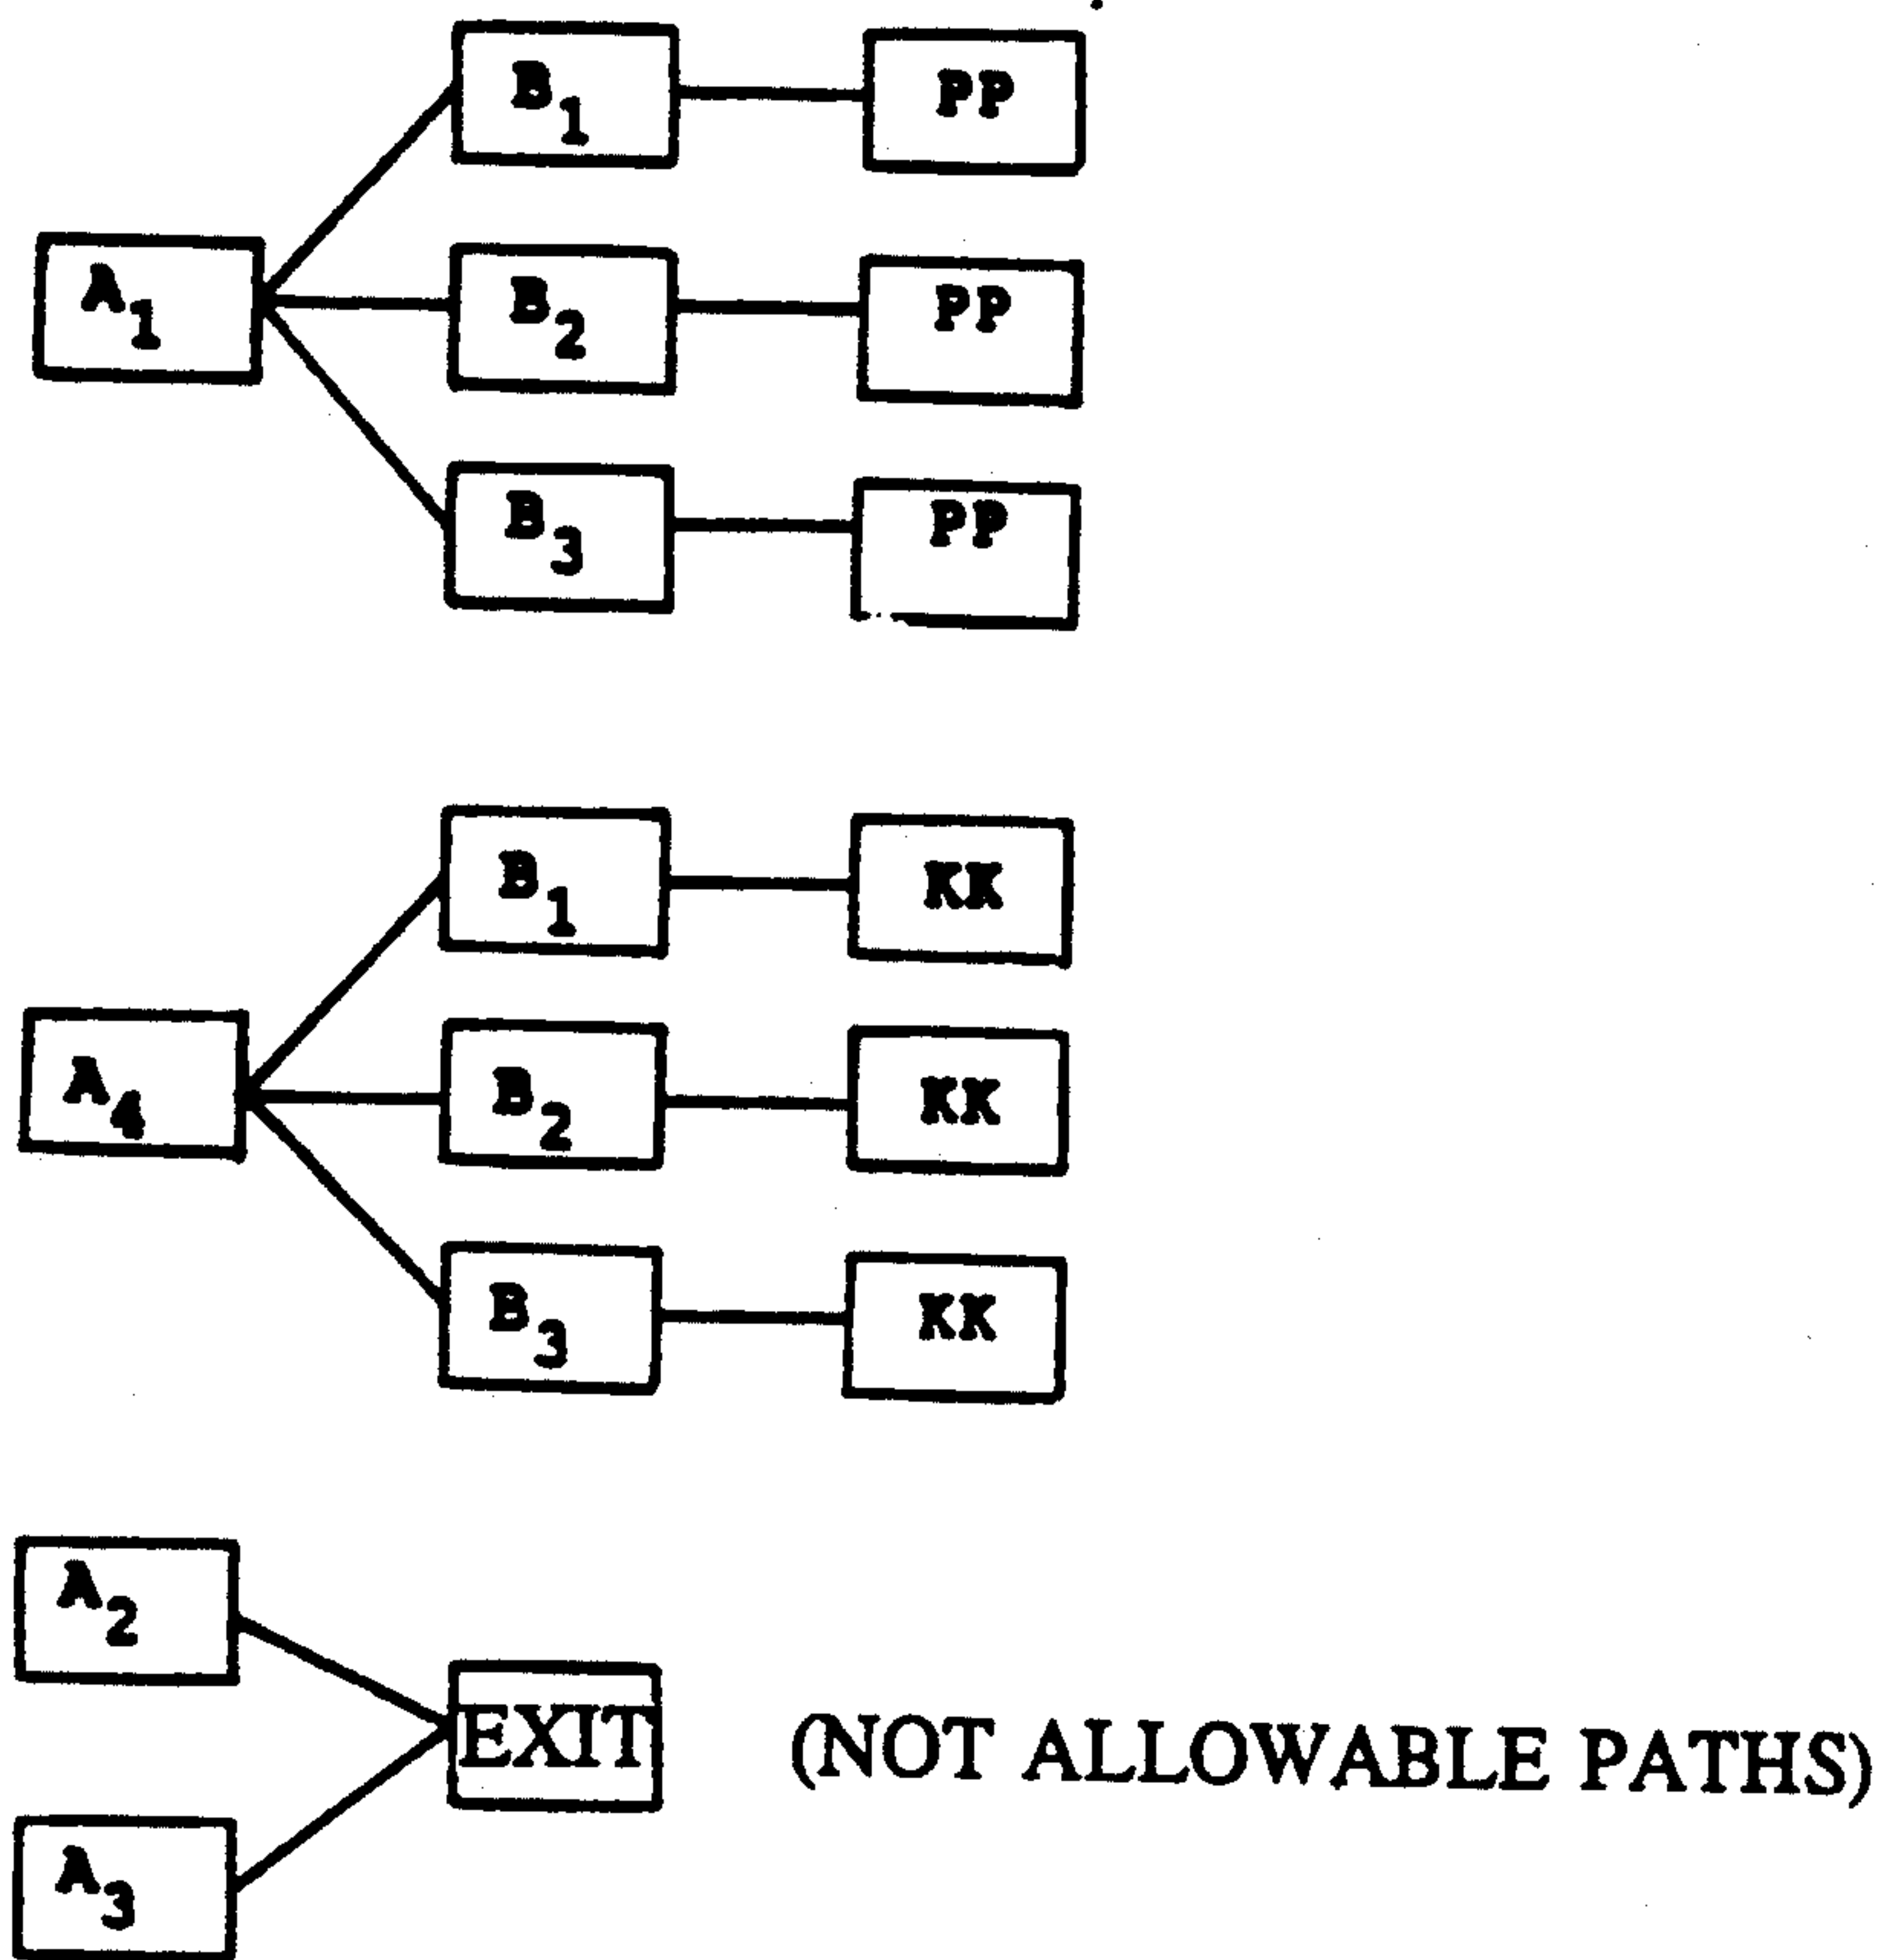 B1 PP
A1 B2 PP
B3 PP
B1 KK
A4 B2 KK
B3 KK
A2
EXIT (NOT ALLOWABLE PATHS)
A3